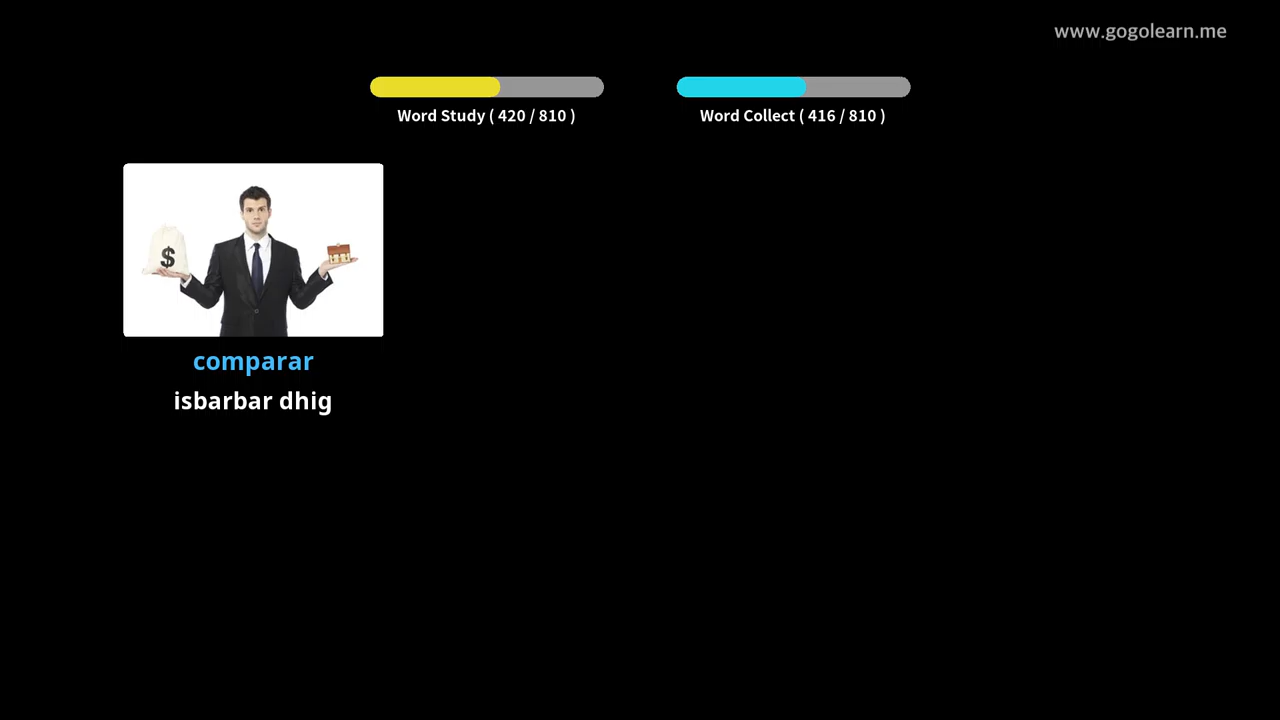 www.gogolearn.me
Word Study ( 420 / 810 )
Word Collect ( 416 / 810 )
$
comparar
isbarbar dhig